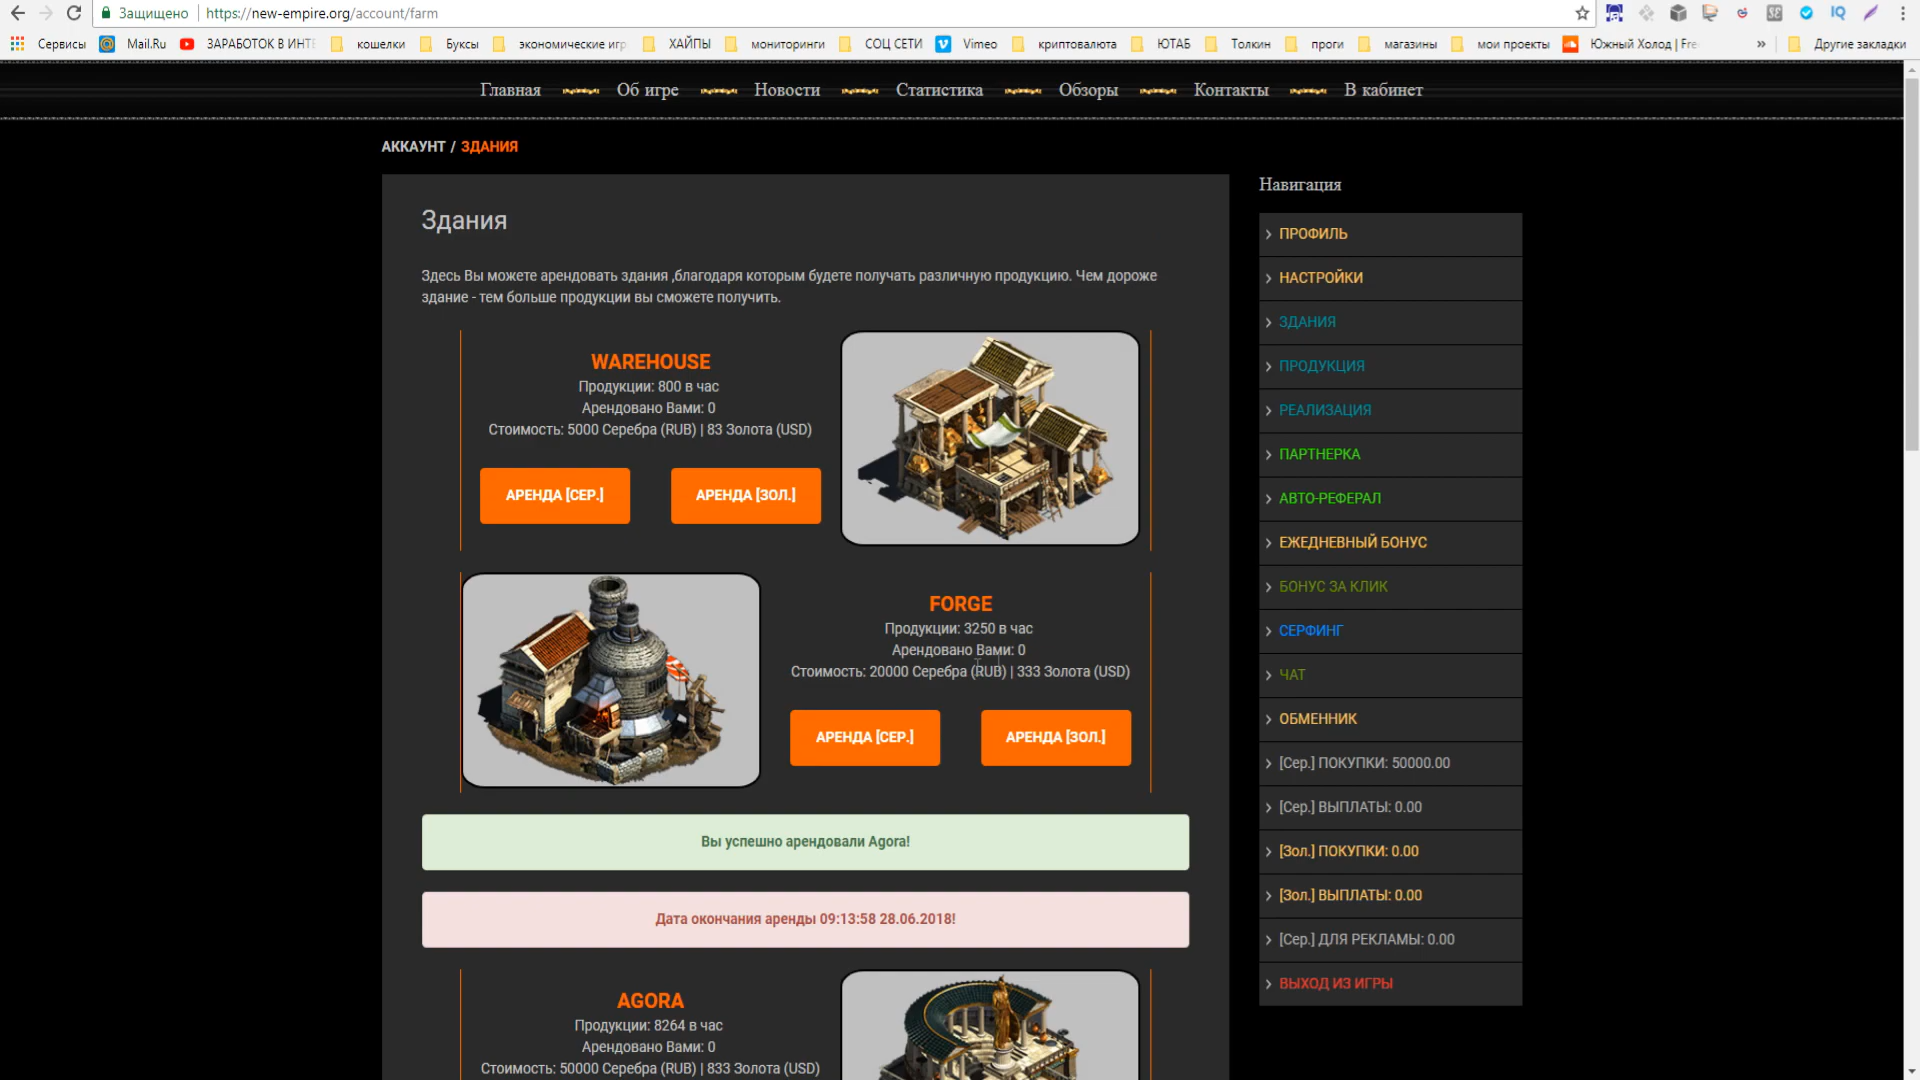 Защищено | https://new-empire.org/account/farm
Сервисы Mail.Ru ЗАРАБОТОК В ИНТ кошелки Буксы экономические игр ХАЙПЫ мониторинги СОЦ СЕТИ Vimeo криптовалюта ЮТАБ Толкин проги магазины мои проекты Южный Холод | Fre » Другие закладки
Главная Об игре Новости Статистика Обзоры Контакты В кабинет
АККАУНТ / ЗДАНИЯ
Здания
Здесь Вы можете арендовать здания ,благодаря которым будете получать различную продукцию. Чем дороже
здание - тем больше продукции вы сможете получить.
WAREHOUSE
Продукции: 800 в час
Арендовано Вами: 0
Стоимость: 5000 Серебра (RUB) | 83 Золота (USD)
АРЕНДА [СЕР.] АРЕНДА [ЗОЛ.]
FORGE
Продукции: 3250 в час
Арендовано Вами: 0
Стоимость: 20000 Серебра (RUB) | 333 Золота (USD)
АРЕНДА [СЕР.] АРЕНДА [ЗОЛ.]
Вы успешно арендовали Agora!
Дата окончания аренды 09:13:58 28.06.2018!
AGORA
Продукции: 8264 в час
Арендовано Вами: 0
Стоимость: 50000 Серебра (RUB) | 833 Золота (USD)
Навигация
ПРОФИЛЬ
НАСТРОЙКИ
ЗДАНИЯ
ПРОДУКЦИЯ
РЕАЛИЗАЦИЯ
ПАРТНЕРКА
АВТО-РЕФЕРАЛ
ЕЖЕДНЕВНЫЙ БОНУС
БОНУС ЗА КЛИК
СЕРФИНГ
ЧАТ
ОБМЕННИК
[Сер.] ПОКУПКИ: 50000.00
[Сер.] ВЫПЛАТЫ: 0.00
[Зол.] ПОКУПКИ: 0.00
[Зол.] ВЫПЛАТЫ: 0.00
[Сер.] ДЛЯ РЕКЛАМЫ: 0.00
ВЫХОД ИЗ ИГРЫ